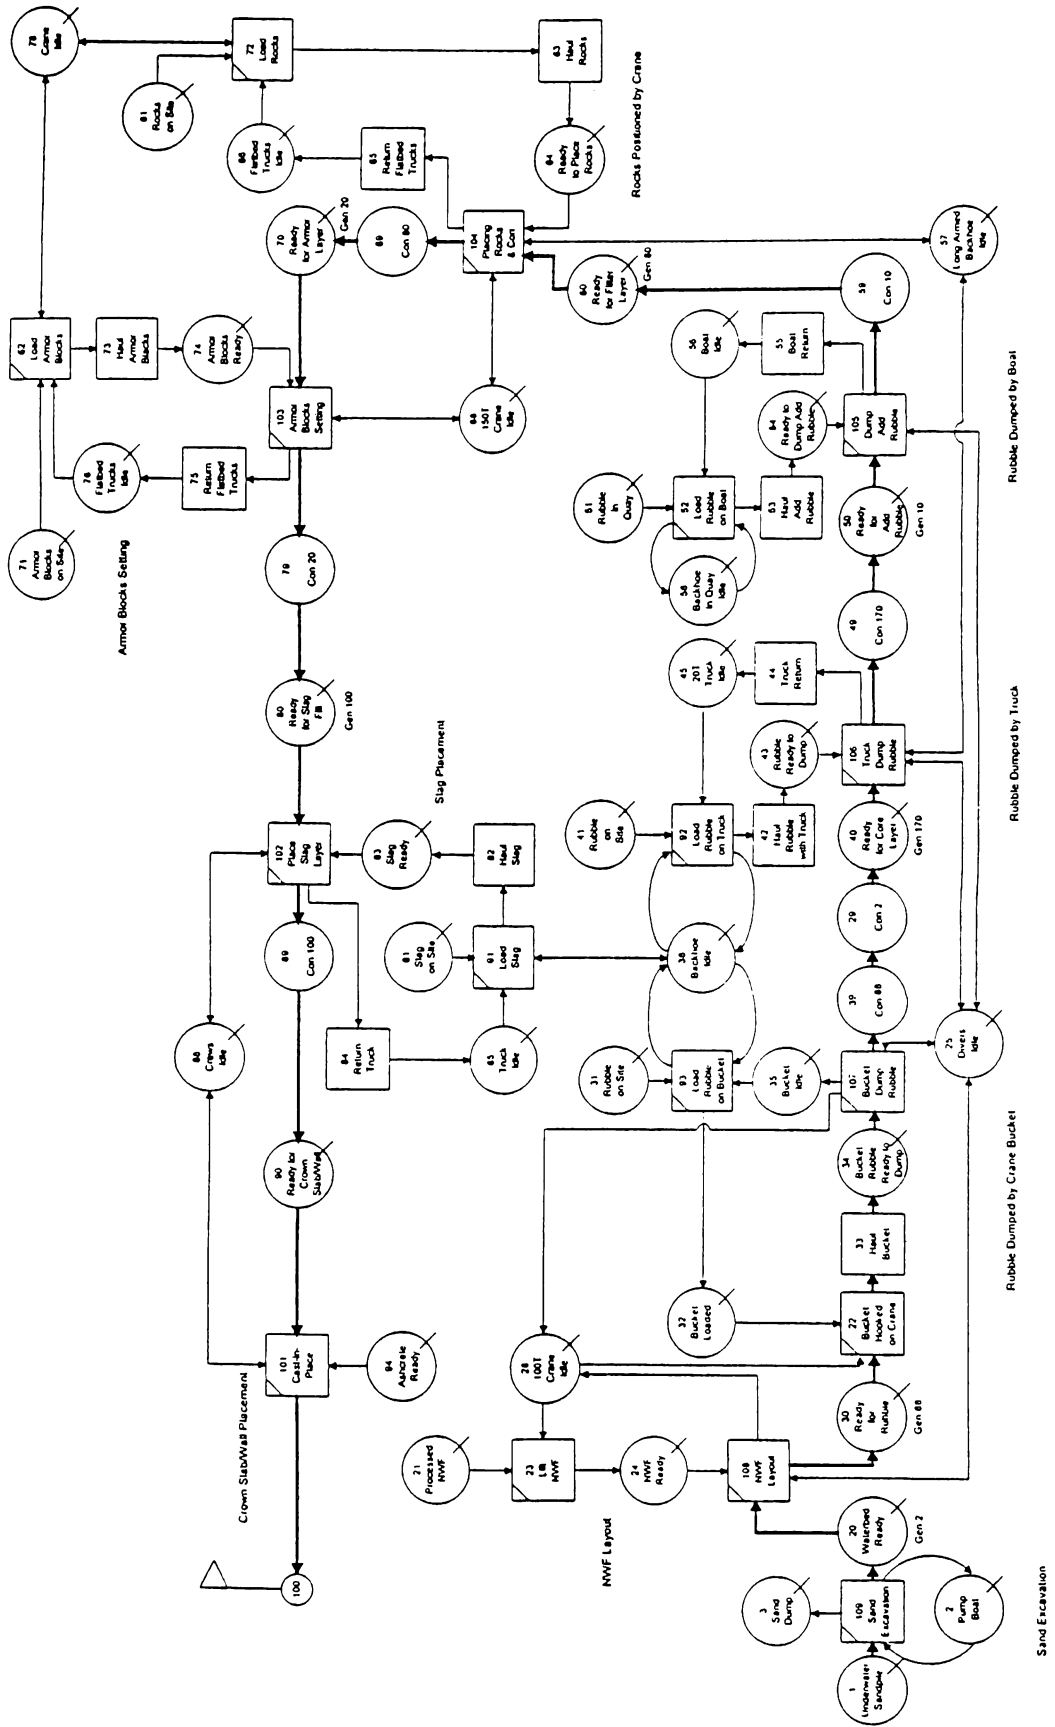 78
Crane
Idle
72
Load
Rocks
63
Haul
Rocks
Rocks Positioned by Crane
61
Rocks
on Site
66
Flatbed
Trucks
Idle
65
Return
Flatbed
Trucks
64
Ready
to Place
Rocks
70
Ready
for Armor
Layer
Gen 20
69
Con 80
104
Placing
Rocks
& Con
60
Ready
for Filter
Layer
Gen 80
57
Long Armed
Backhoe
Idle
59
Con 10
62
Load
Armor
Blocks
73
Haul
Armor
Blocks
74
Armor
Blocks
Ready
103
Armor
Blocks
Setting
68
150T
Crane
Idle
76
Flatbed
Trucks
Idle
75
Return
Flatbed
Trucks
71
Armor
Blocks
on Site
Armor Blocks Setting
79
Con 20
56
Boat
Idle
55
Boat
Return
54
Ready to
Dump Add
Rubble
105
Dump
Add
Rubble
51
Rubble
in
Quay
52
Load
Rubble
on Boat
53
Haul
Add
Rubble
50
Ready
for
Add
Rubble
Gen 10
58
Backhoe
in Quay
Idle
Rubble Dumped by Boat
49
Con 170
80
Ready
for Slag
Fill
Gen 100
45
20T
Truck
Idle
44
Truck
Return
43
Rubble
Ready to
Dump
106
Truck
Dump
Rubble
Rubble Dumped by Truck
41
Rubble
on
Site
92
Load
Rubble
on Truck
42
Haul
Rubble
with Truck
40
Ready
for Core
Layer
Gen 170
Slag Placement
102
Place
Slag
Layer
83
Slag
Ready
82
Haul
Slag
81
Slag
on Site
91
Load
Slag
38
Backhoe
Idle
29
Con 2
39
Con 88
89
Con 100
86
Crews
Idle
84
Return
Truck
85
Truck
Idle
31
Rubble
on Site
93
Load
Rubble
on Bucket
35
Bucket
Idle
107
Bucket
Dump
Rubble
25
Divers
Idle
90
Ready for
Crown
Slab/Wall
34
Bucket
Rubble
Ready to
Dump
33
Haul
Bucket
Rubble Dumped by Crane Bucket
101
Cast-in-
Place
94
Ashcrete
Ready
28
100T
Crane
Idle
32
Bucket
Loaded
22
Bucket
Hooked
on Crane
30
Ready
for
Rubble
Gen 88
Crown Slab/Wall Placement
21
Processed
NWF
23
Lift
NWF
24
NWF
Ready
108
NWF
Layout
NWF Layout
100
20
Waterbed
Ready
Gen 2
3
Sand
Dump
109
Sand
Excavation
2
Pump
Boat
1
Underwater
Sandpile
Sand Excavation